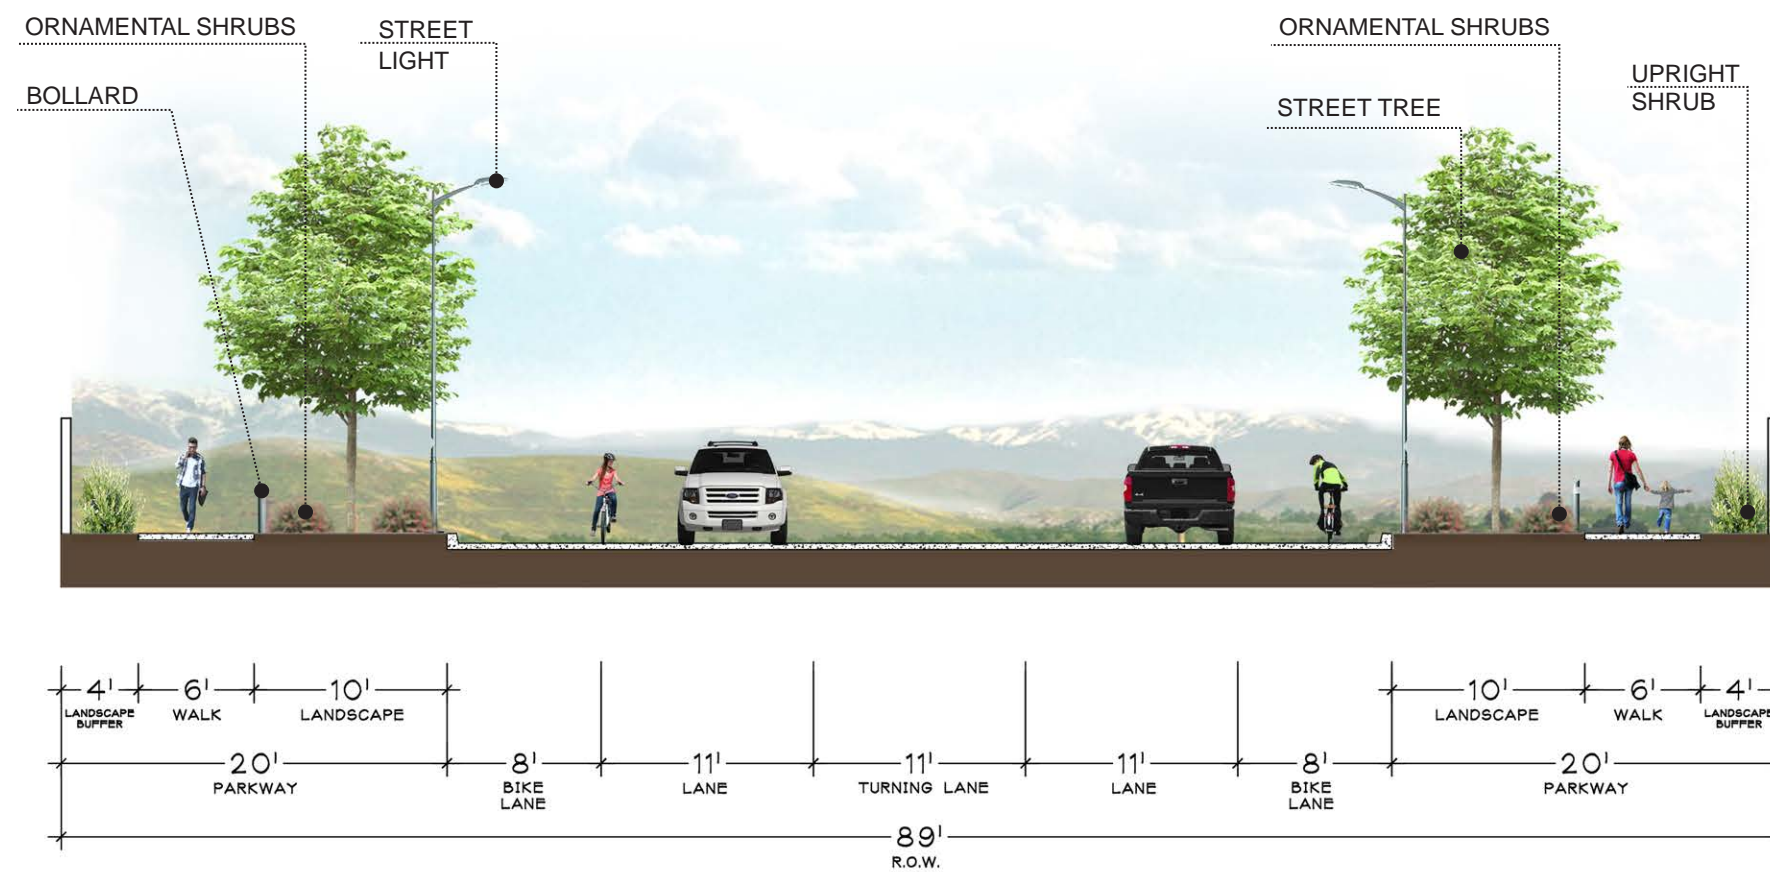 ORNAMENTAL SHRUBS
STREET
LIGHT
BOLLARD
ORNAMENTAL SHRUBS
UPRIGHT
SHRUB
STREET TREE
4' 6' 10' 10' 6' 4'
LANDSCAPE
BUFFER
WALK
LANDSCAPE
LANDSCAPE
WALK
LANDSCAPE
BUFFER
20' 8' 11' 11' 11' 8' 20'
PARKWAY
BIKE
LANE
LANE
TURNING LANE
LANE
BIKE
LANE
PARKWAY
89'
R.O.W.